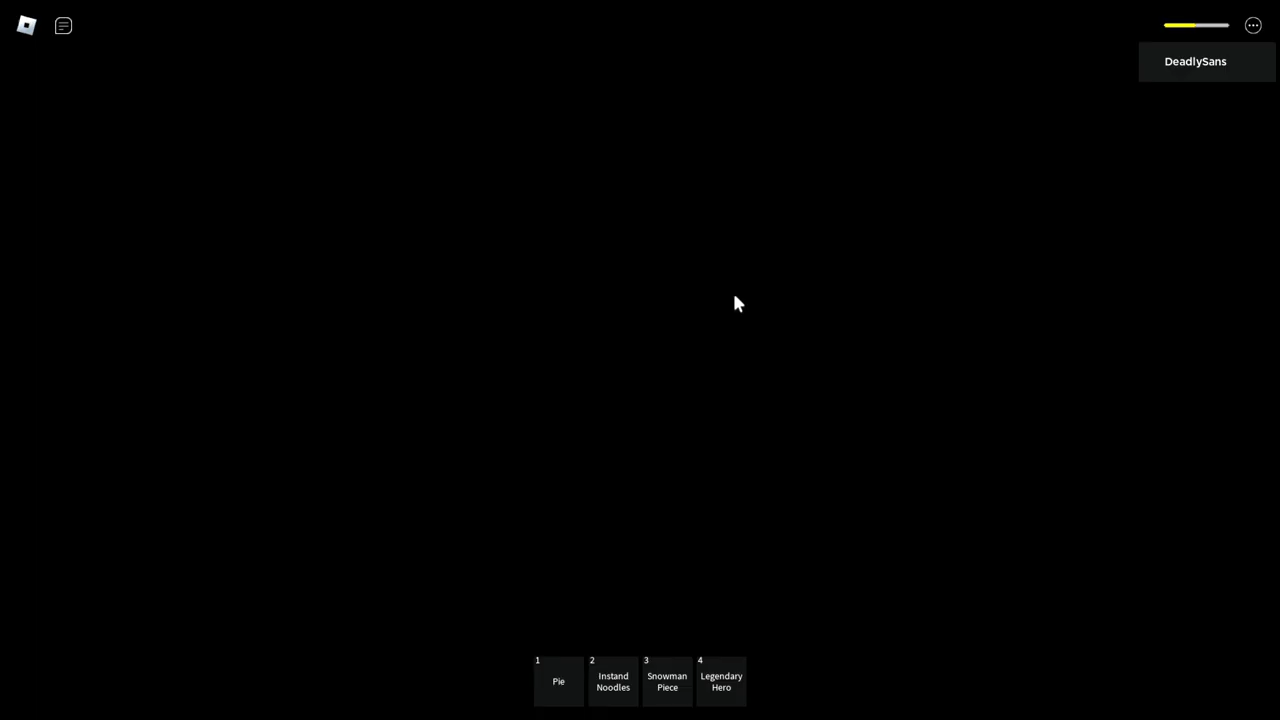 DeadlySans
1
Pie
2
Instand
Noodles
3
Snowman
Piece
4
Legendary
Hero